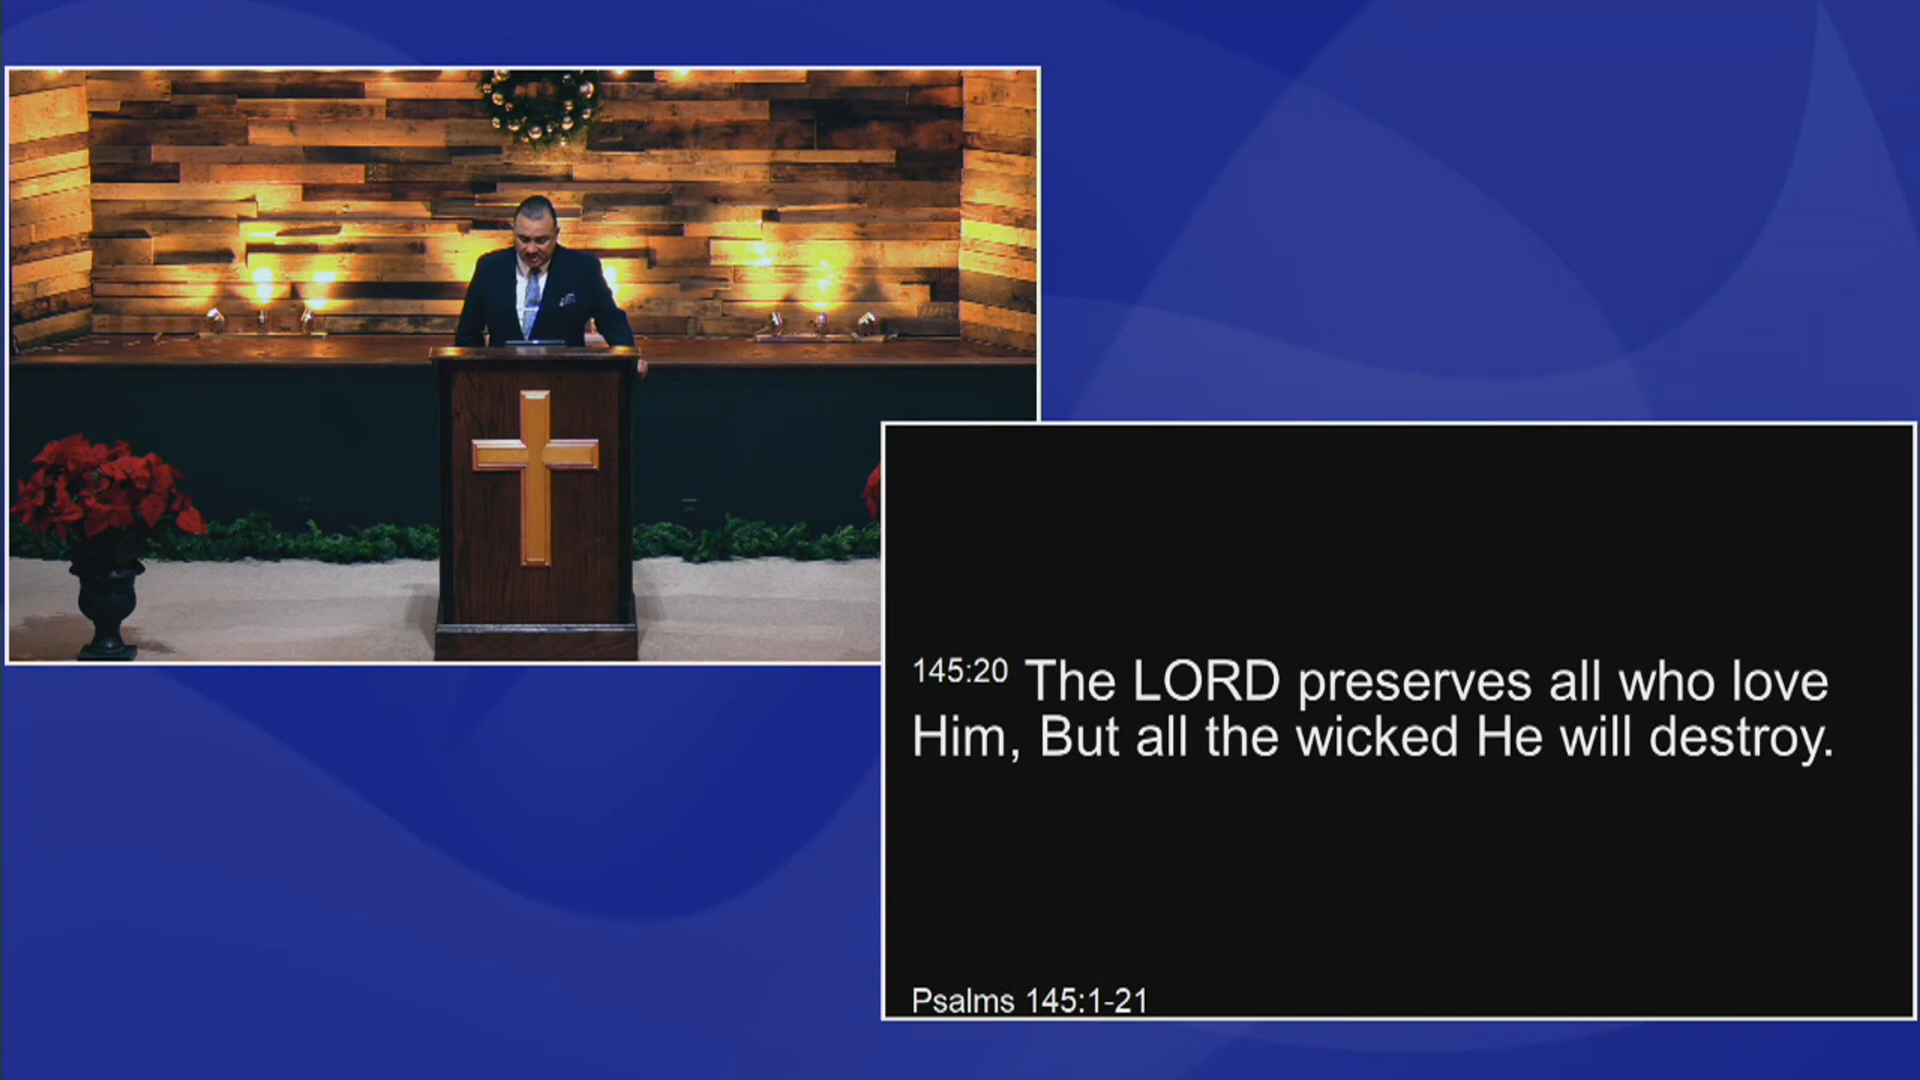 145:20 The LORD preserves all who love
Him, But all the wicked He will destroy.
Psalms 145:1-21